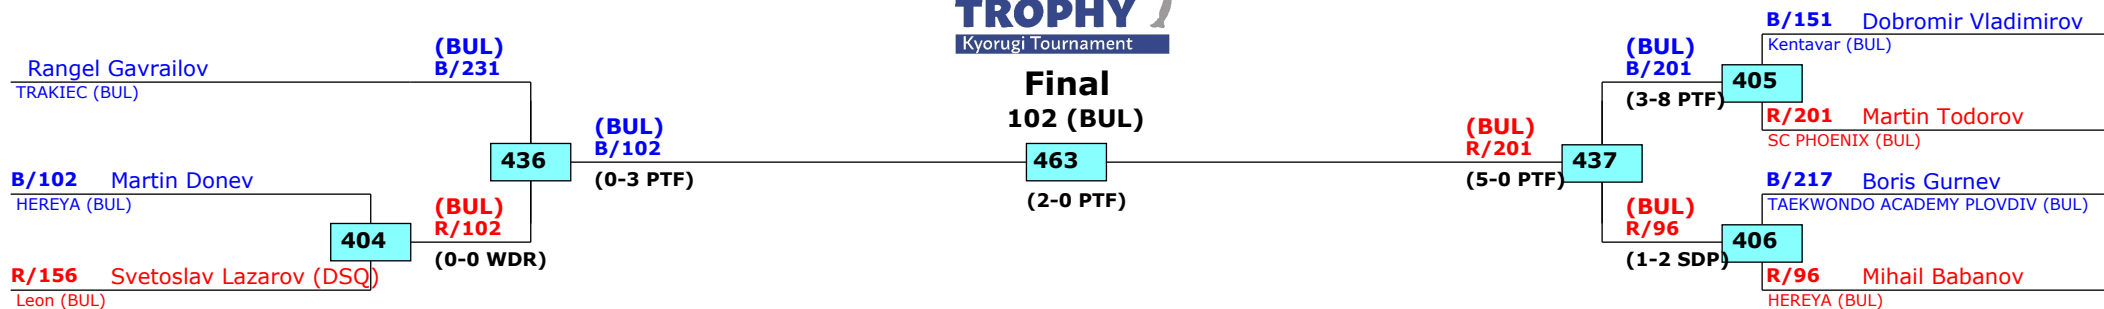 TROPHY
Kyorugi Tournament
Final
102 (BUL)
Rangel Gavrailov
TRAKIEC (BUL)
(BUL)
B/231
B/102 Martin Donev
HEREYA (BUL)
404
R/156 Svetoslav Lazarov (DSQ)
Leon (BUL)
(BUL)
R/102
(0-0 WDR)
436
(BUL)
B/102
(0-3 PTF)
463
(2-0 PTF)
(BUL)
R/201
(5-0 PTF)
437
(BUL)
B/201
(3-8 PTF)
405
B/151 Dobromir Vladimirov
Kentavar (BUL)
R/201 Martin Todorov
SC PHOENIX (BUL)
(BUL)
R/96
(1-2 SDP)
406
B/217 Boris Gurnev
TAEKWONDO ACADEMY PLOVDIV (BUL)
R/96 Mihail Babanov
HEREYA (BUL)